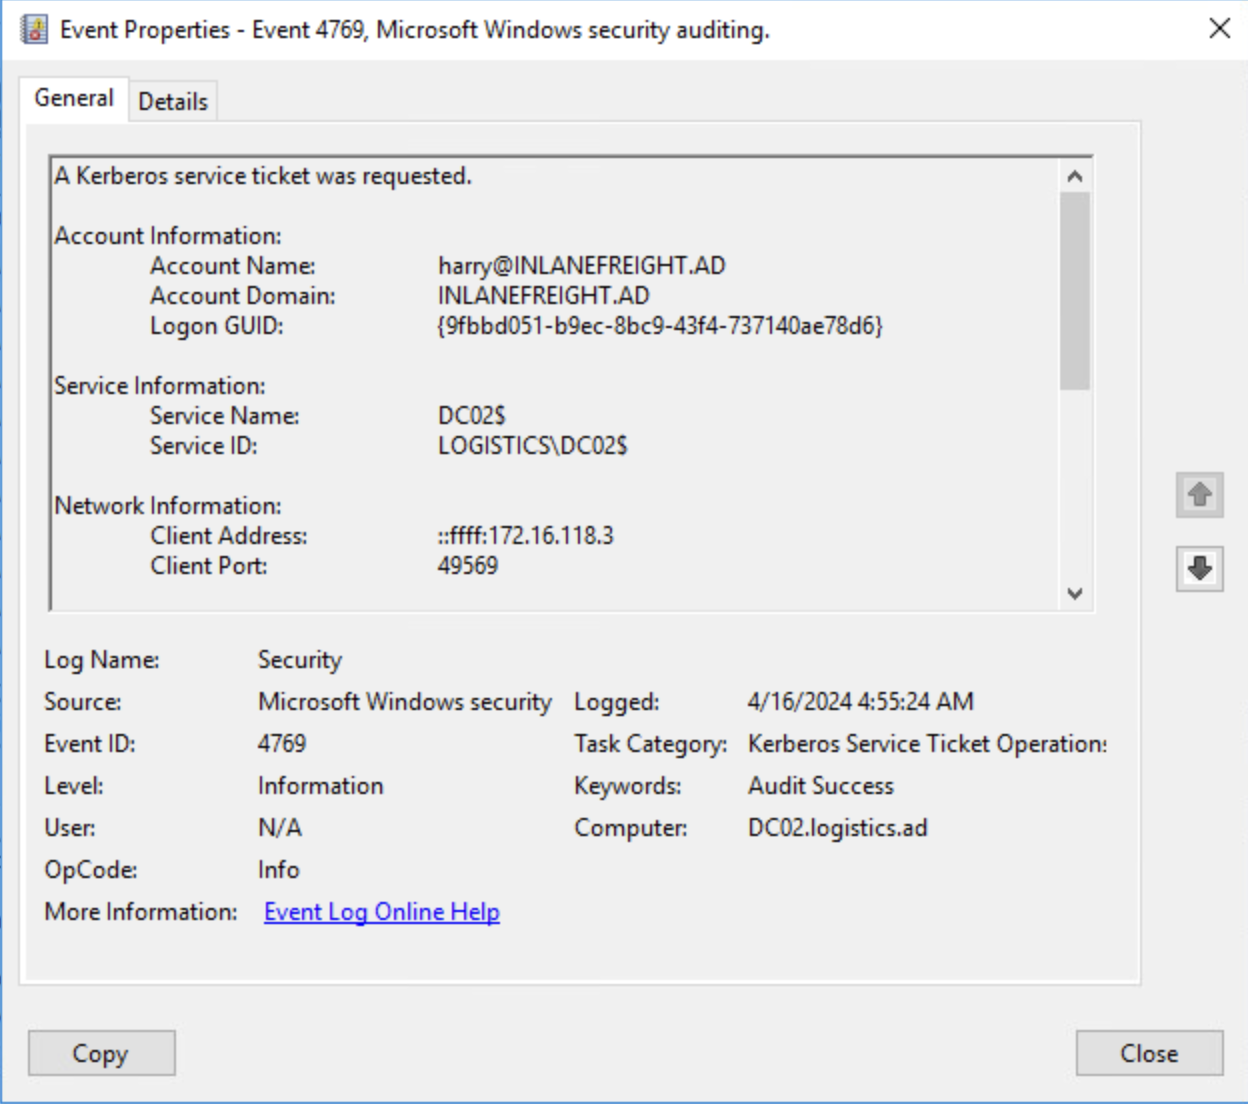 Event Properties - Event 4769, Microsoft Windows security auditing.
General Details
A Kerberos service ticket was requested.
Account Information:
Account Name: harry@INLANEFREIGHT.AD
Account Domain: INLANEFREIGHT.AD
Logon GUID: {9fbbd051-b9ec-8bc9-43f4-737140ae78d6}
Service Information:
Service Name: DC02$
Service ID: LOGISTICS\DC02$
Network Information:
Client Address: ::ffff:172.16.118.3
Client Port: 49569
Log Name: Security
Source: Microsoft Windows security Logged: 4/16/2024 4:55:24 AM
Event ID: 4769 Task Category: Kerberos Service Ticket Operations
Level: Information Keywords: Audit Success
User: N/A Computer: DC02.logistics.ad
OpCode: Info
More Information: Event Log Online Help
Copy Close